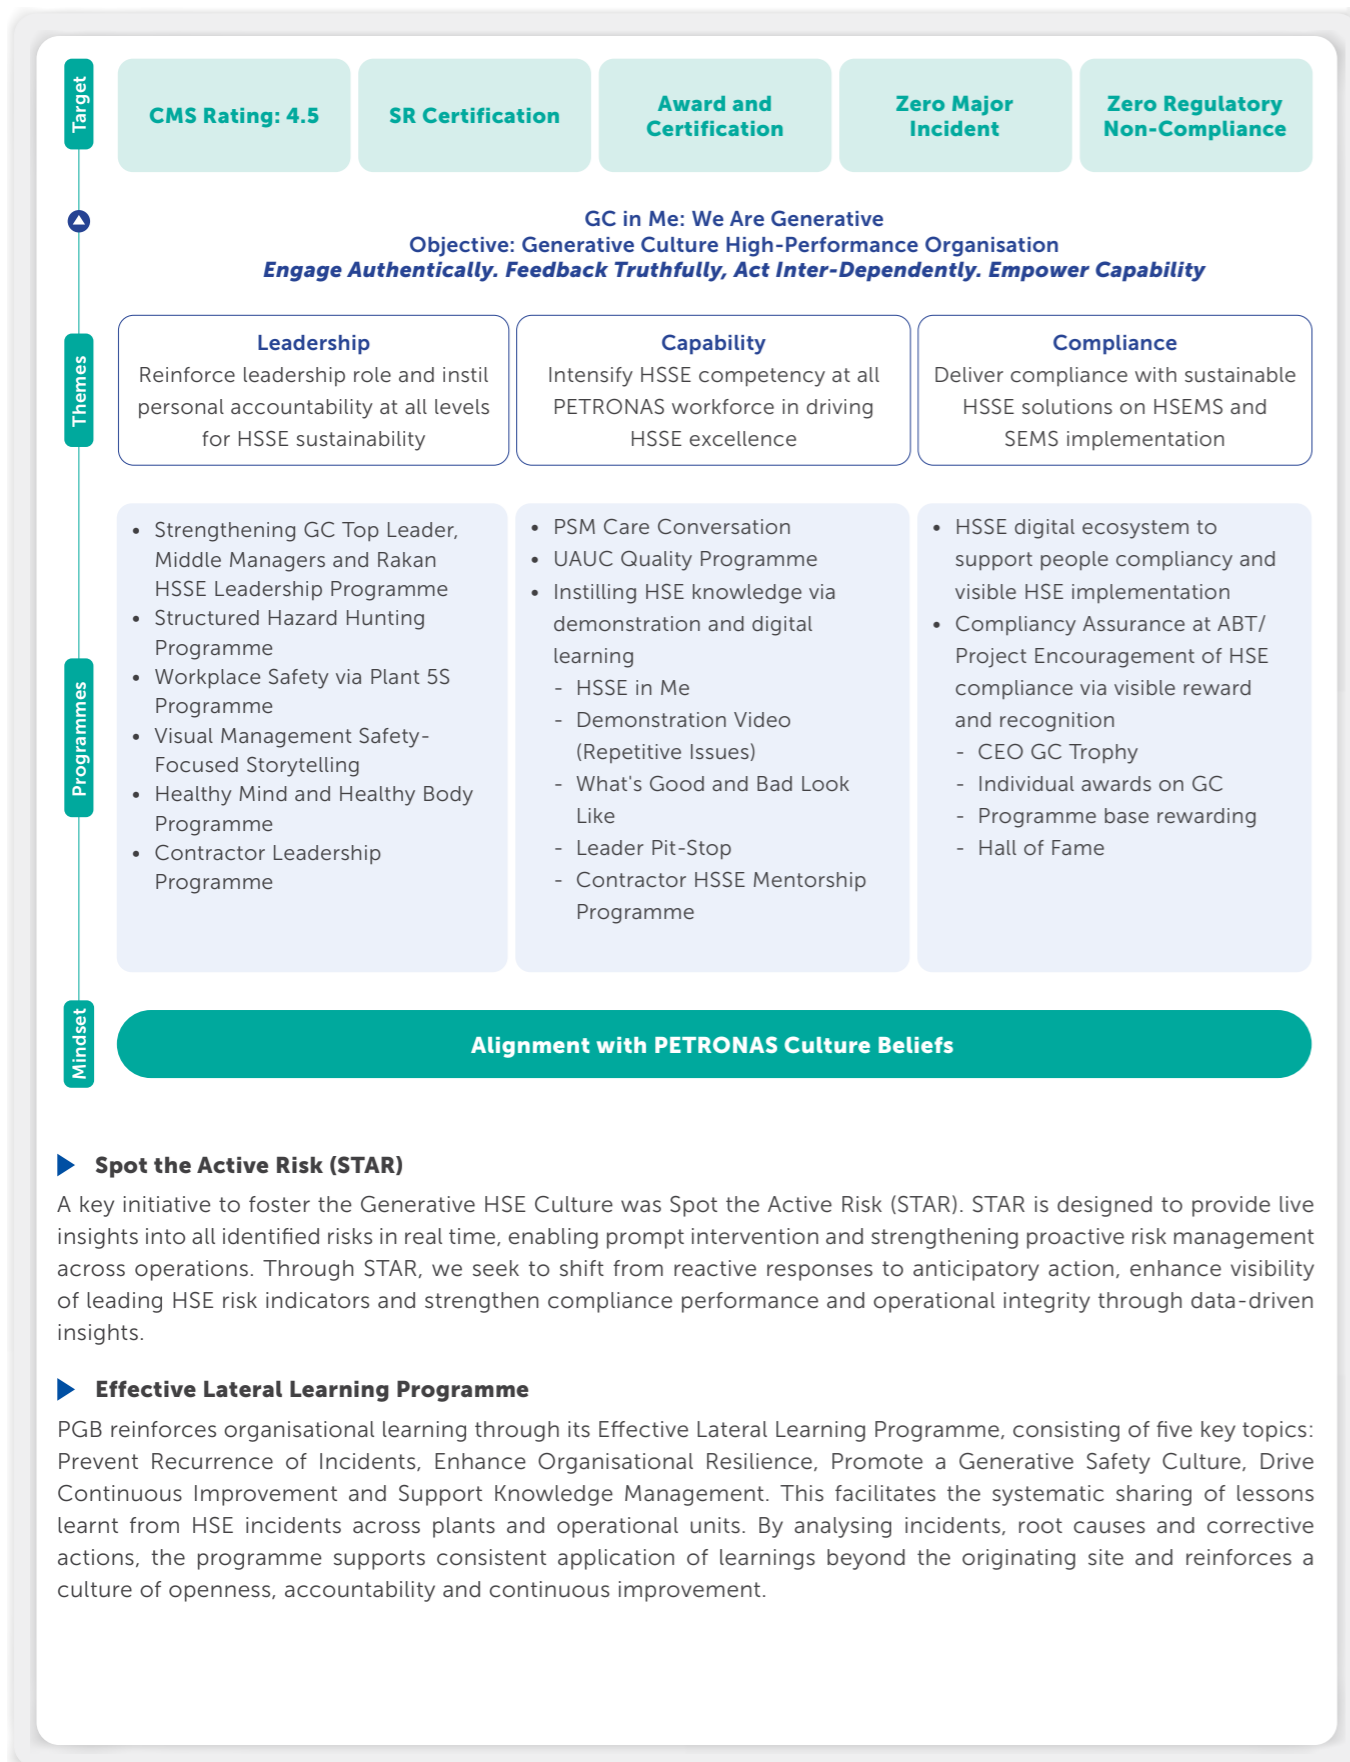 Target
CMS Rating: 4.5
SR Certification
Award and
Certification
Zero Major
Incident
Zero Regulatory
Non-Compliance
GC in Me: We Are Generative
Objective: Generative Culture High-Performance Organisation
Engage Authentically. Feedback Truthfully, Act Inter-Dependently. Empower Capability
Themes
Leadership
Reinforce leadership role and instil
personal accountability at all levels
for HSSE sustainability
Capability
Intensify HSSE competency at all
PETRONAS workforce in driving
HSSE excellence
Compliance
Deliver compliance with sustainable
HSSE solutions on HSEMS and
SEMS implementation
Programmes
• Strengthening GC Top Leader,
Middle Managers and Rakan
HSSE Leadership Programme
• Structured Hazard Hunting
Programme
• Workplace Safety via Plant 5S
Programme
• Visual Management Safety-
Focused Storytelling
• Healthy Mind and Healthy Body
Programme
• Contractor Leadership
Programme
• PSM Care Conversation
• UAUC Quality Programme
• Instilling HSE knowledge via
demonstration and digital
learning
- HSSE in Me
- Demonstration Video
(Repetitive Issues)
- What's Good and Bad Look
Like
- Leader Pit-Stop
- Contractor HSSE Mentorship
Programme
• HSSE digital ecosystem to
support people compliancy and
visible HSE implementation
• Compliancy Assurance at ABT/
Project Encouragement of HSE
compliance via visible reward
and recognition
- CEO GC Trophy
- Individual awards on GC
- Programme base rewarding
- Hall of Fame
Mindset
Alignment with PETRONAS Culture Beliefs
Spot the Active Risk (STAR)
A key initiative to foster the Generative HSE Culture was Spot the Active Risk (STAR). STAR is designed to provide live
insights into all identified risks in real time, enabling prompt intervention and strengthening proactive risk management
across operations. Through STAR, we seek to shift from reactive responses to anticipatory action, enhance visibility
of leading HSE risk indicators and strengthen compliance performance and operational integrity through data-driven
insights.
Effective Lateral Learning Programme
PGB reinforces organisational learning through its Effective Lateral Learning Programme, consisting of five key topics:
Prevent Recurrence of Incidents, Enhance Organisational Resilience, Promote a Generative Safety Culture, Drive
Continuous Improvement and Support Knowledge Management. This facilitates the systematic sharing of lessons
learnt from HSE incidents across plants and operational units. By analysing incidents, root causes and corrective
actions, the programme supports consistent application of learnings beyond the originating site and reinforces a
culture of openness, accountability and continuous improvement.